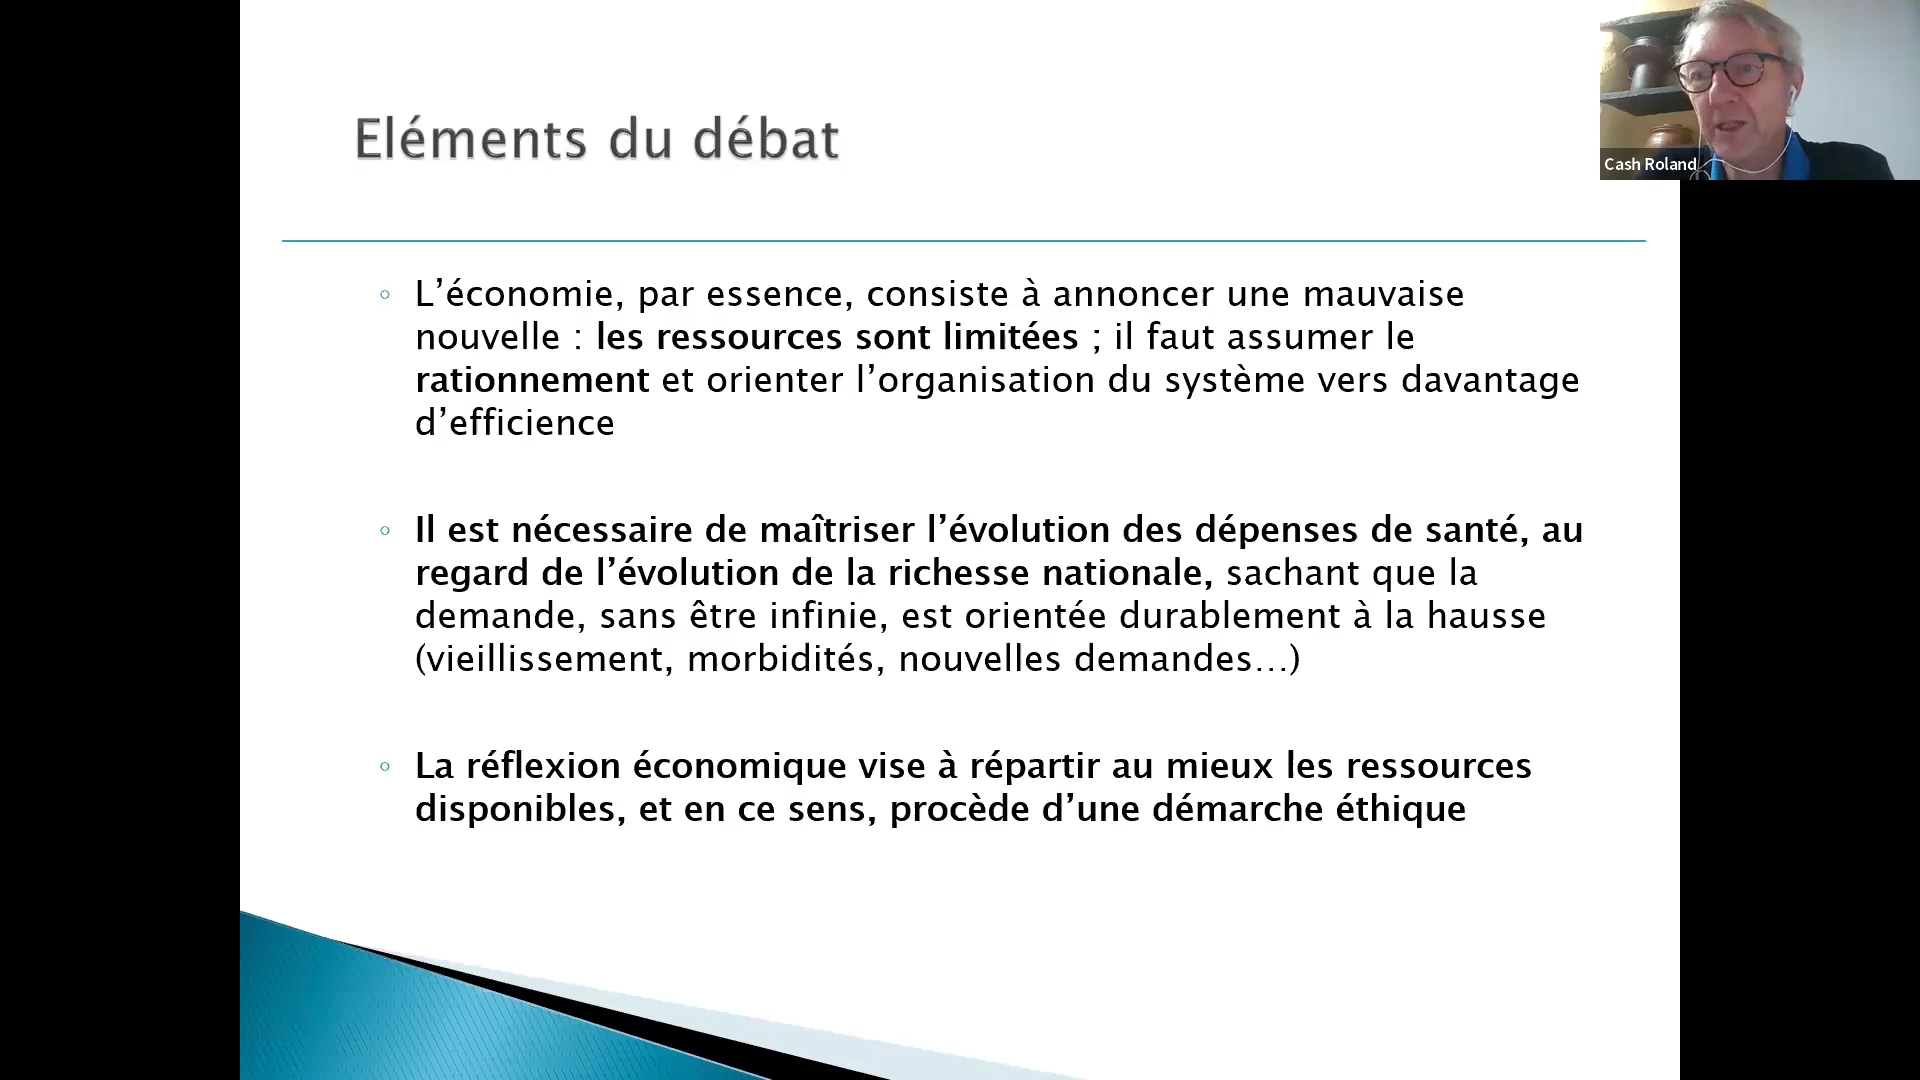 Eléments du débat
Cash Roland
◦ L’économie, par essence, consiste à annoncer une mauvaise
nouvelle : les ressources sont limitées ; il faut assumer le
rationnement et orienter l’organisation du système vers davantage
d’efficience
◦ Il est nécessaire de maîtriser l’évolution des dépenses de santé, au
regard de l’évolution de la richesse nationale, sachant que la
demande, sans être infinie, est orientée durablement à la hausse
(vieillissement, morbidités, nouvelles demandes…)
◦ La réflexion économique vise à répartir au mieux les ressources
disponibles, et en ce sens, procède d’une démarche éthique